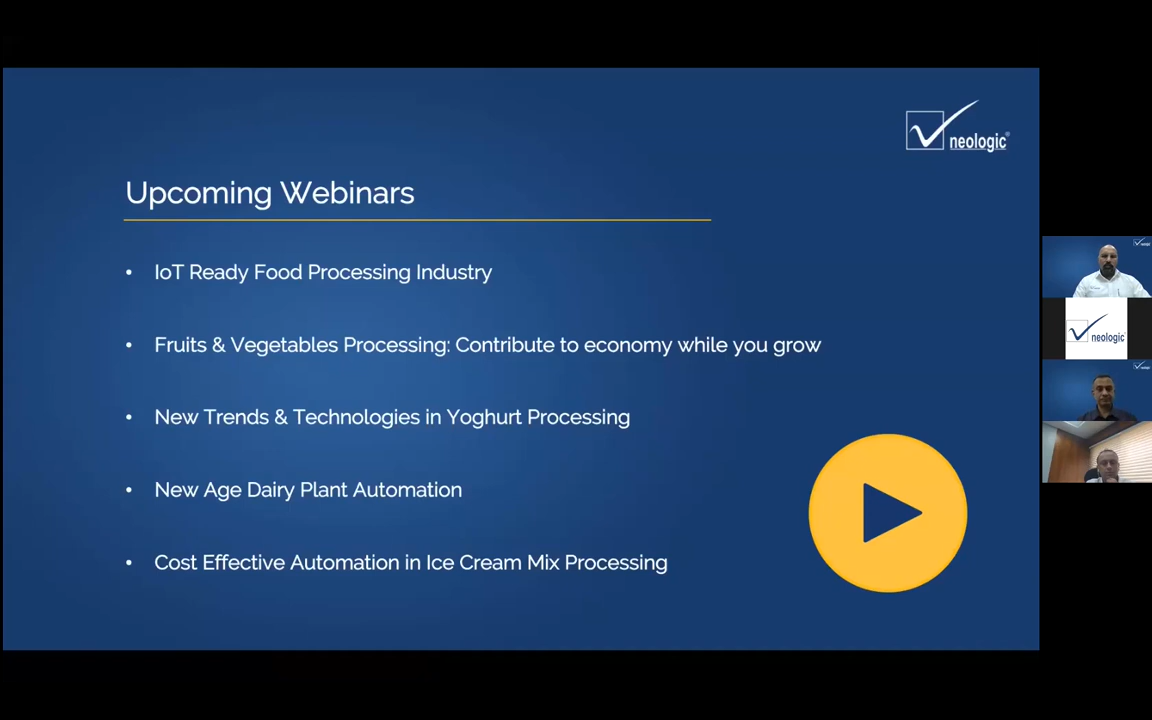 neologic®
Upcoming Webinars
• IoT Ready Food Processing Industry
• Fruits & Vegetables Processing: Contribute to economy while you grow
• New Trends & Technologies in Yoghurt Processing
• New Age Dairy Plant Automation
• Cost Effective Automation in Ice Cream Mix Processing
neologic